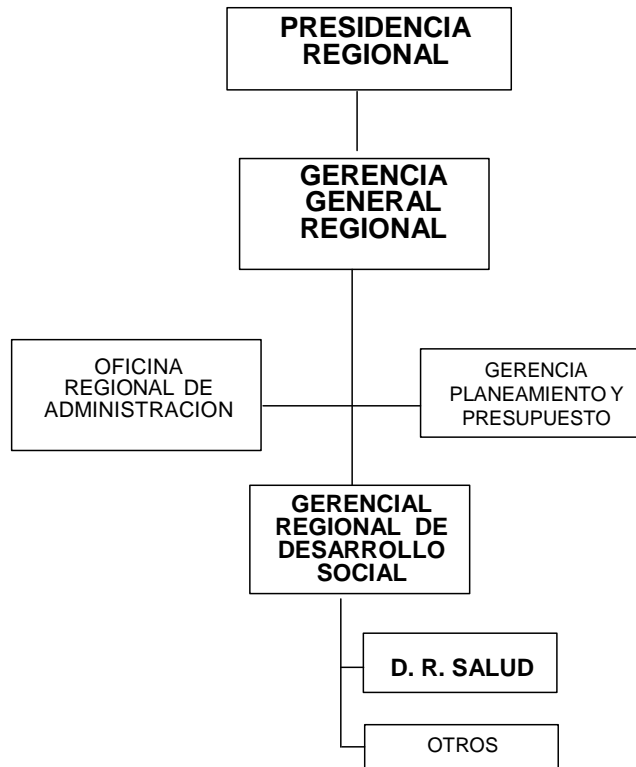 PRESIDENCIA
REGIONAL
GERENCIA
GENERAL
REGIONAL
OFICINA
REGIONAL DE
ADMINISTRACION
GERENCIA
PLANEAMIENTO Y
PRESUPUESTO
GERENCIAL
REGIONAL DE
DESARROLLO
SOCIAL
D. R. SALUD
OTROS